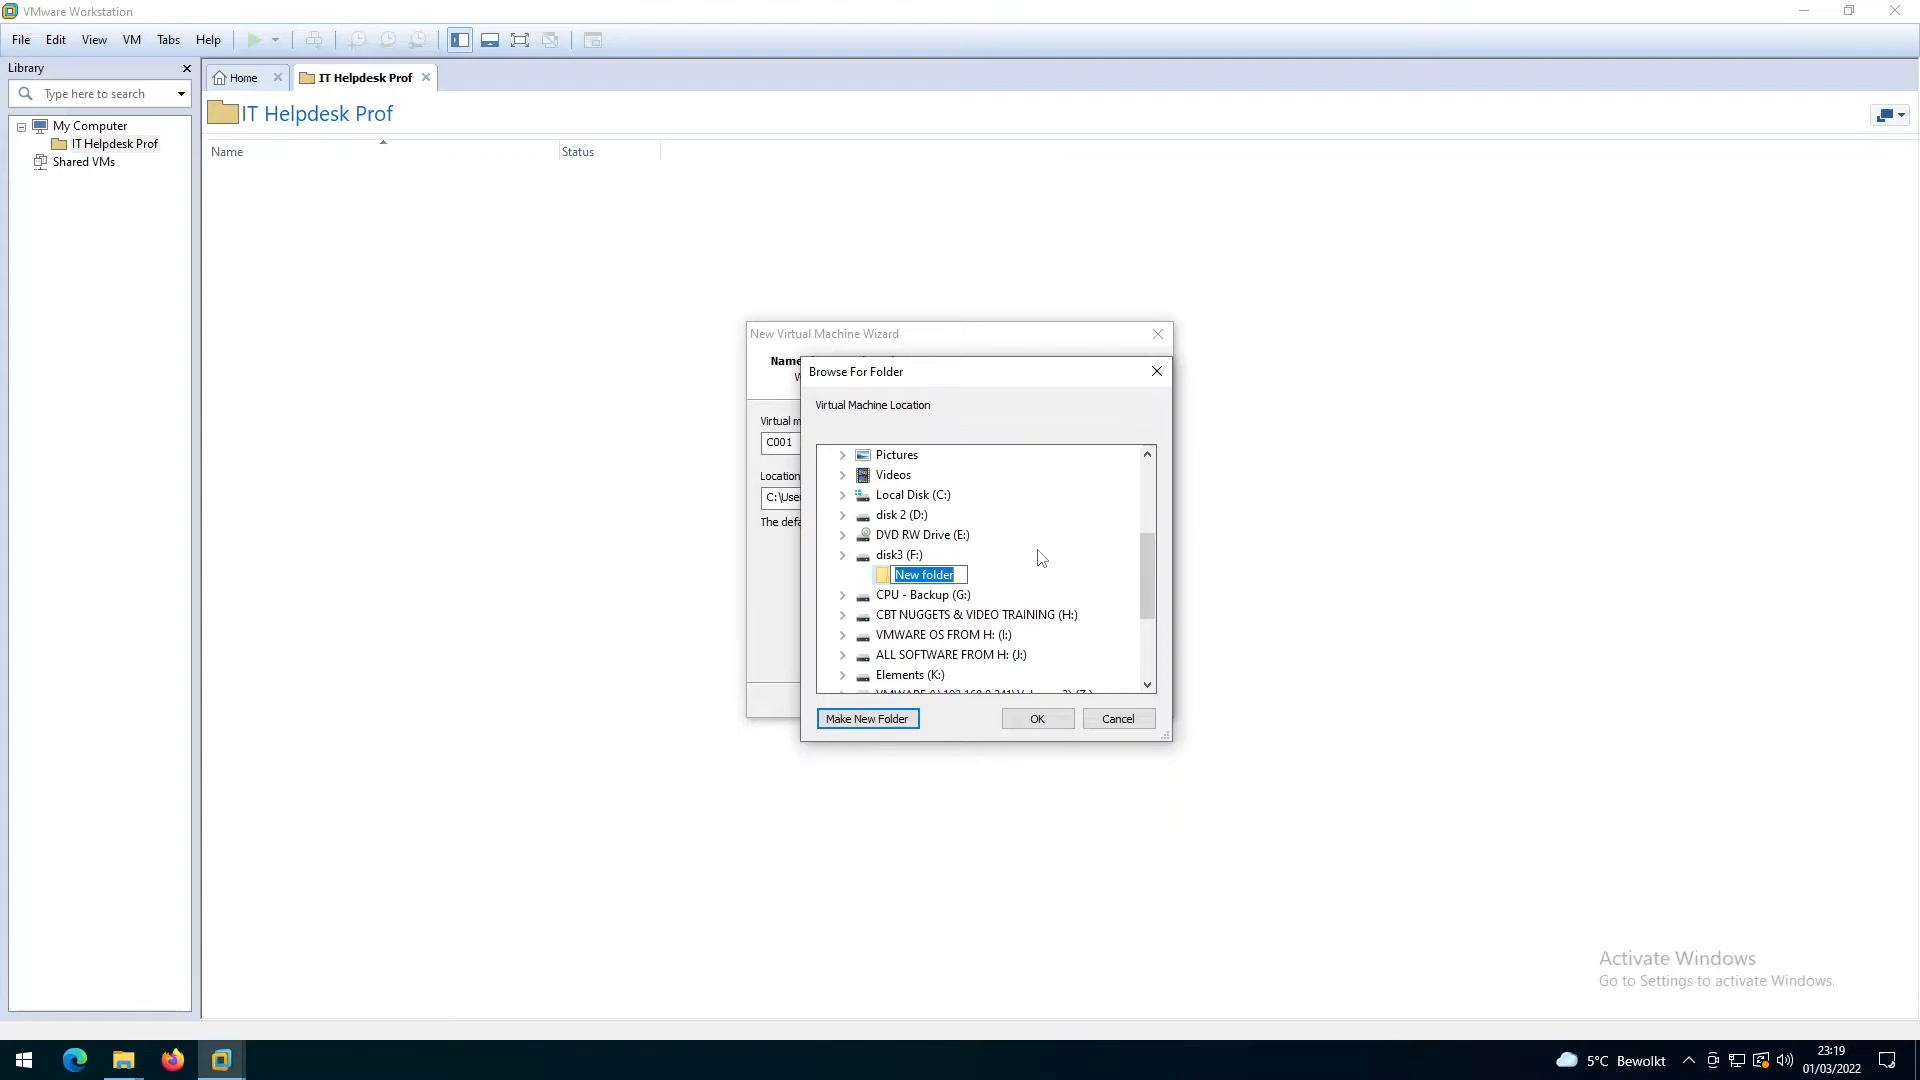 VMware Workstation
File Edit View VM Tabs Help
Library
Type here to search
My Computer
IT Helpdesk Prof
Shared VMs
Home
IT Helpdesk Prof
IT Helpdesk Prof
Name Status
New Virtual Machine Wizard
Name
Browse For Folder
Virtual Machine Location
Virtual m
C001
Location
C:\User
The defa
Pictures
Videos
Local Disk (C:)
disk 2 (D:)
DVD RW Drive (E:)
disk3 (F:)
New folder
CPU - Backup (G:)
CBT NUGGETS & VIDEO TRAINING (H:)
VMWARE OS FROM H: (I:)
ALL SOFTWARE FROM H: (J:)
Elements (K:)
Make New Folder OK Cancel
Activate Windows
Go to Settings to activate Windows.
5°C Bewolkt
23:19
01/03/2022